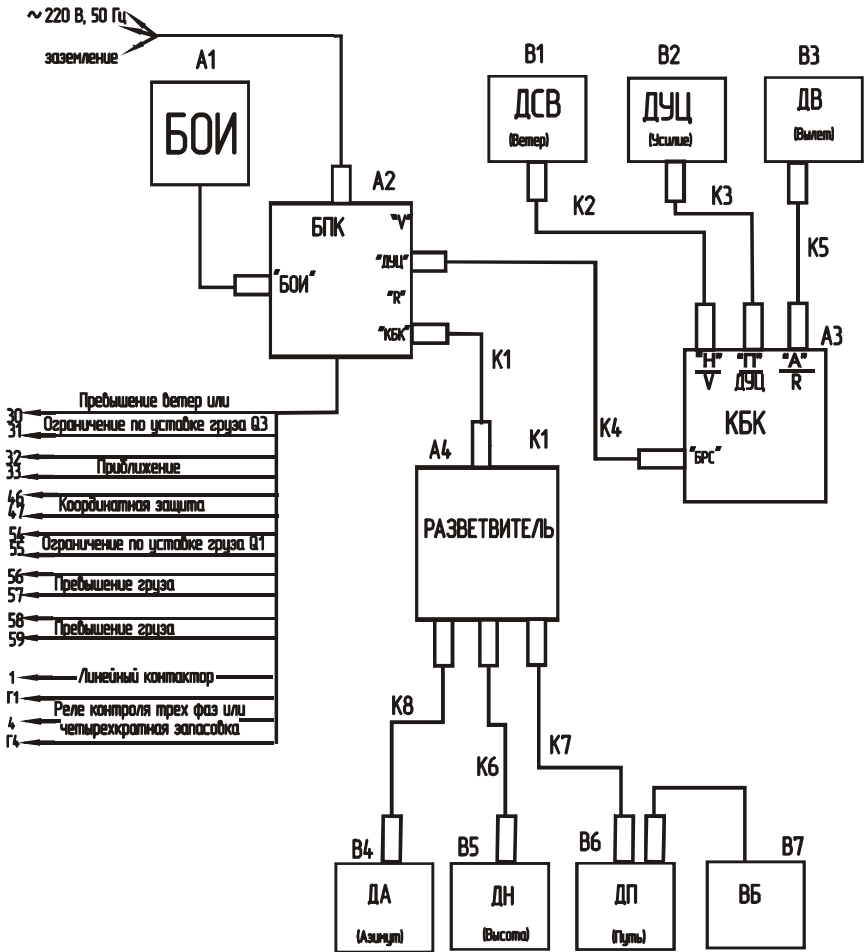 ~ 220 В, 50 Гц
заземление
А1
БОИ
В1
ДСВ
(Ветер)
В2
ДУЦ
(Усилие)
В3
ДВ
(Вылет)
А2
БПК
"V"
"ДУЦ"
"БОИ"
"R"
"КБК"
К2
К3
К5
А3
"Н"
V
"П"
ДУЦ
"А"
R
КБК
"БРС"
К1
К4
А4
К1
РАЗВЕТВИТЕЛЬ
Превышение ветер или
30
Ограничение по уставке груза Q3
31
32
Приближение
33
46
Координатная защита
47
54
Ограничение по уставке груза Q1
55
56
Превышение груза
57
58
Превышение груза
59
1
Линейный контактор
Г1
Реле контроля трех фаз или
4
четырехкратная запасовка
Г4
К8
К6
К7
В4
ДА
(Азимут)
В5
ДН
(Высота)
В6
ДП
(Путь)
В7
ВБ